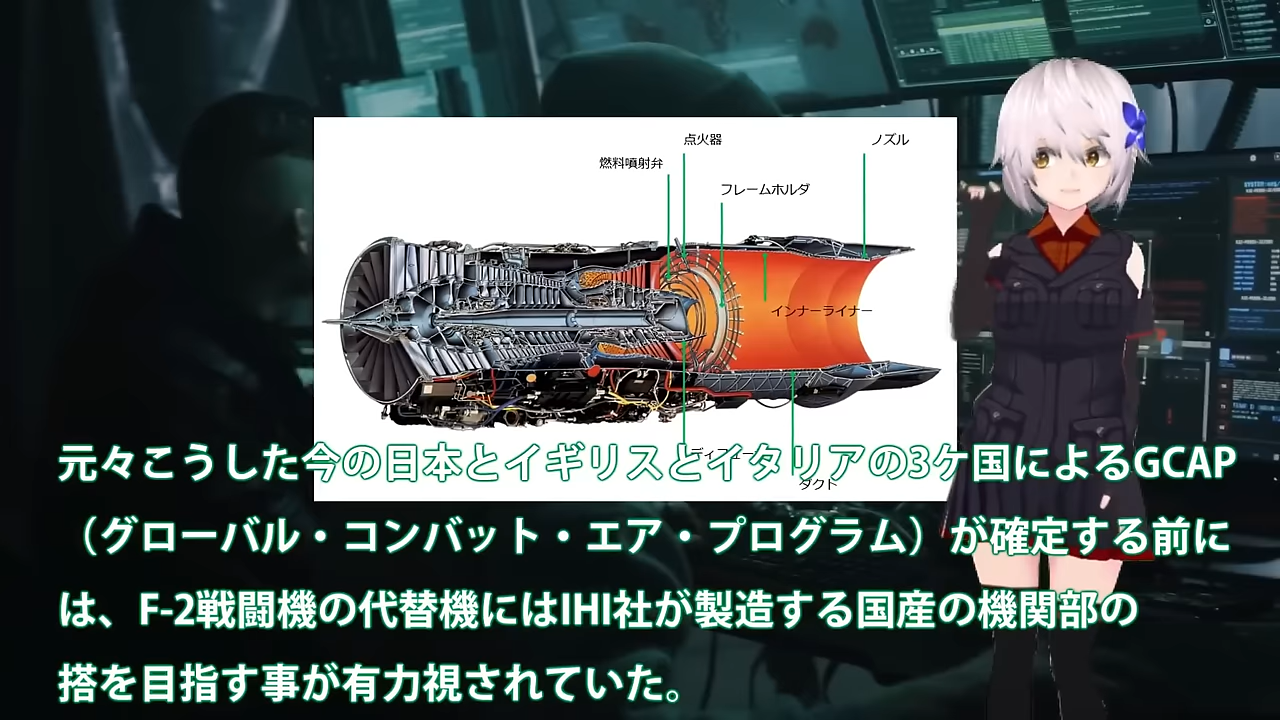 点火器
ノズル
燃料噴射弁
フレームホルダ
インナーライナー
ダクト
元々こうした今の日本とイギリスとイタリアの3ケ国によるGCAP
（グローバル・コンバット・エア・プログラム）が確定する前に
は、F-2戦闘機の代替機にはIHI社が製造する国産の機関部の
搭を目指す事が有力視されていた。